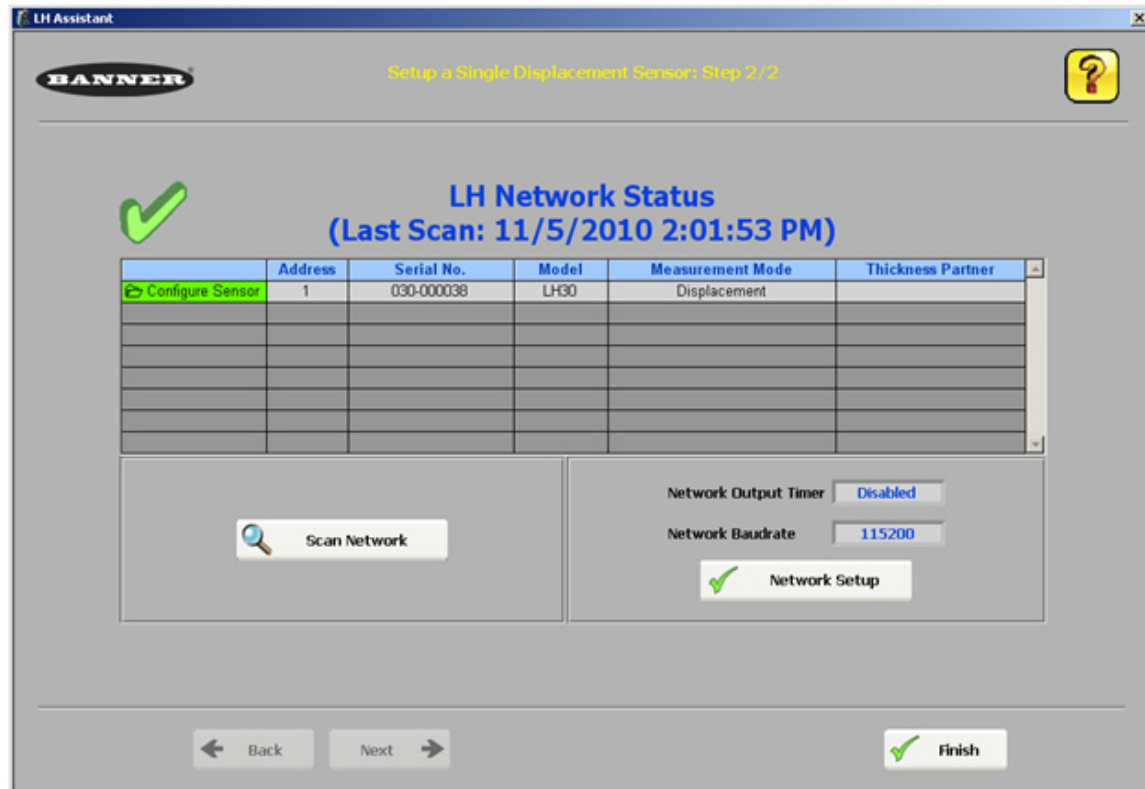 LH Assistant
BANNER
Setup a Single Displacement Sensor: Step 2/2
?
LH Network Status
(Last Scan: 11/5/2010 2:01:53 PM)
Address Serial No. Model Measurement Mode Thickness Partner
Configure Sensor 1 030-000038 LH30 Displacement
Network Output Timer Disabled
Scan Network
Network Baudrate 115200
Network Setup
Back Next Finish